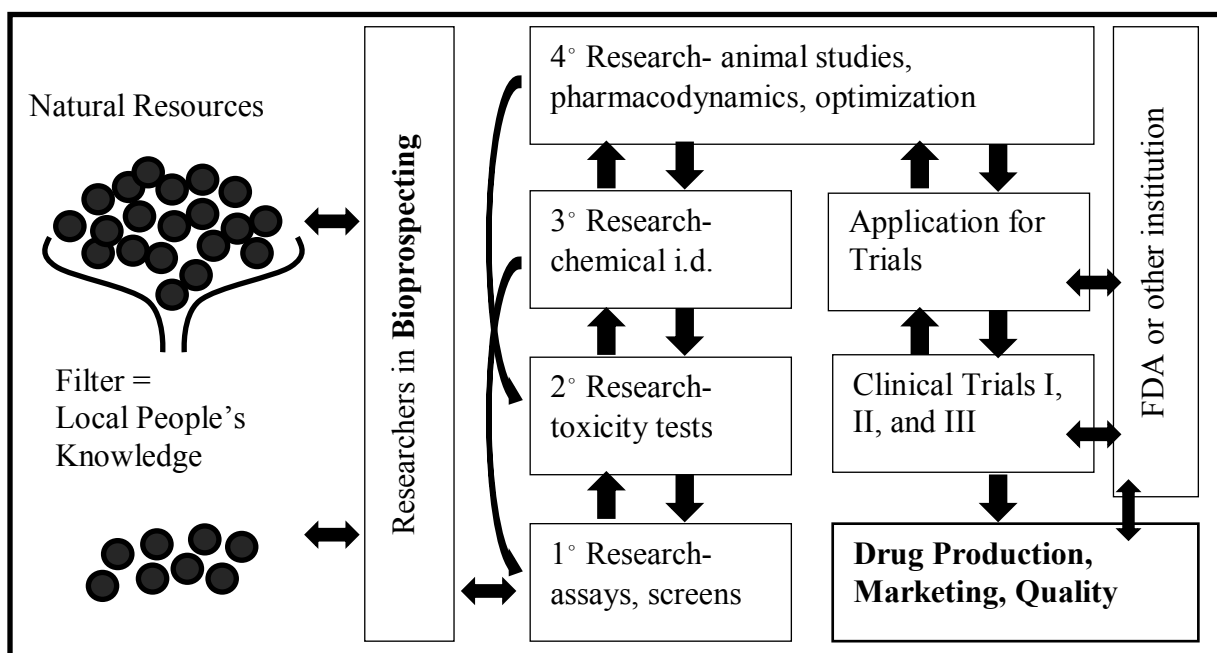 Natural Resources
Filter =
Local People’s
Knowledge
Researchers in Bioprospecting
4° Research- animal studies,
pharmacodynamics, optimization
3° Research-
chemical i.d.
2° Research-
toxicity tests
1° Research-
assays, screens
Application for
Trials
Clinical Trials I,
II, and III
Drug Production,
Marketing, Quality
FDA or other institution